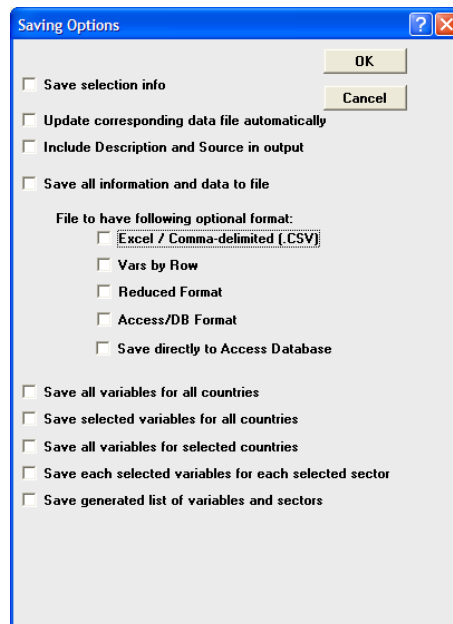 Saving Options
OK
Save selection info
Cancel
Update corresponding data file automatically
Include Description and Source in output
Save all information and data to file
File to have following optional format:
Excel / Comma-delimited (.CSV)
Vars by Row
Reduced Format
Access/DB Format
Save directly to Access Database
Save all variables for all countries
Save selected variables for all countries
Save all variables for selected countries
Save each selected variables for each selected sector
Save generated list of variables and sectors